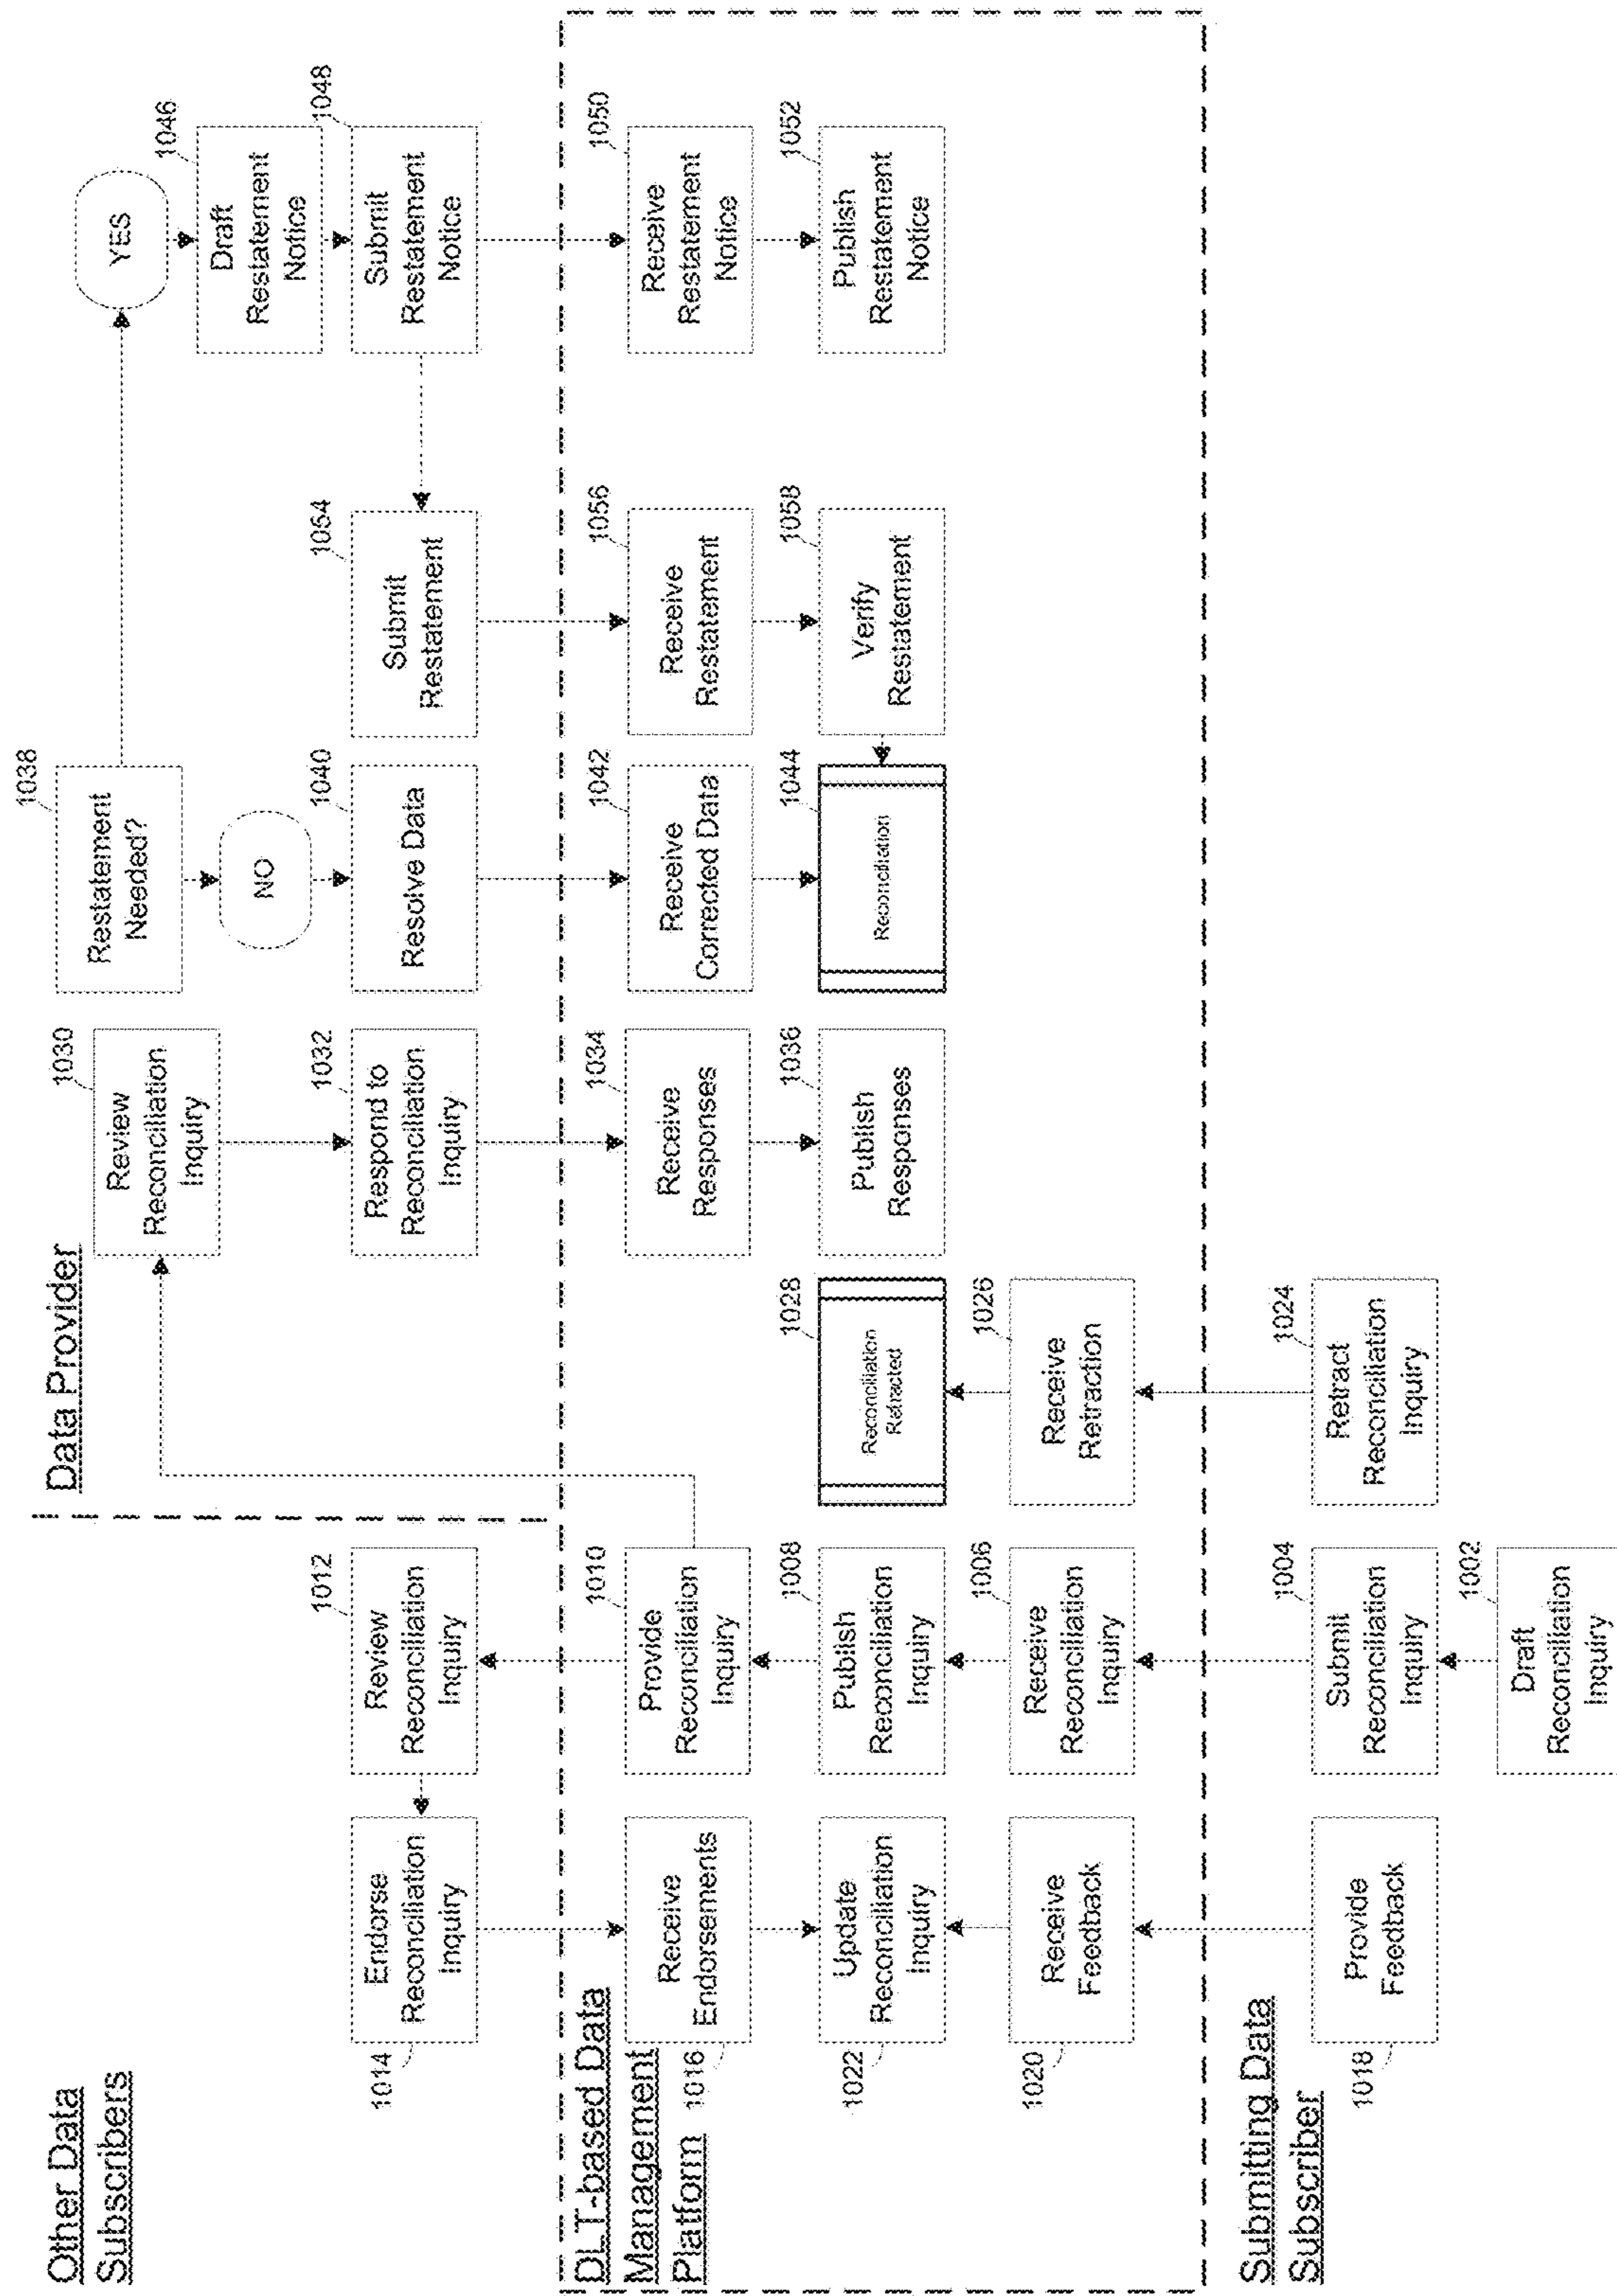 Other Data
Subscribers
Data Provider
1038
Restatement
Needed?
YES
NO
1046
Draft
Restatement
Notice
1030
Review
Reconciliation
Inquiry
1014
Endorse
Reconciliation
Inquiry
1012
Review
Reconciliation
Inquiry
1032
Respond to
Reconciliation
Inquiry
1040
Resolve Data
1054
Submit
Restatement
1048
Submit
Restatement
Notice
DLT-based Data
Management
Platform
1016
Receive
Endorsements
1010
Provide
Reconciliation
Inquiry
1034
Receive
Responses
1042
Receive
Corrected Data
1056
Receive
Restatement
1050
Receive
Restatement
Notice
1022
Update
Reconciliation
Inquiry
1008
Publish
Reconciliation
Inquiry
1028
Reconciliation
Retracted
1036
Publish
Responses
1044
Reconciliation
1058
Verify
Restatement
1052
Publish
Restatement
Notice
1020
Receive
Feedback
1006
Receive
Reconciliation
Inquiry
1026
Receive
Retraction
Submitting Data
Subscriber
1018
Provide
Feedback
1004
Submit
Reconciliation
Inquiry
1024
Retract
Reconciliation
Inquiry
1002
Draft
Reconciliation
Inquiry